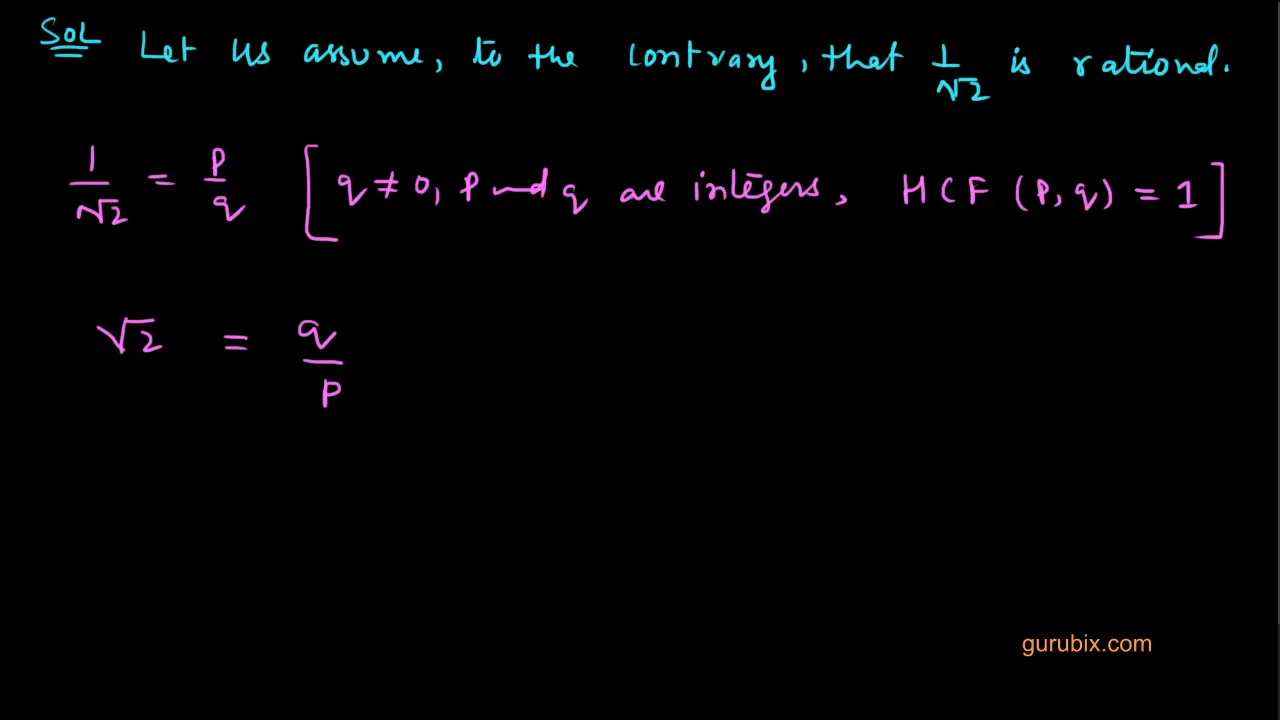 SOL Let us assume, to the contrary, that 1/√2 is rational.
1/√2 = p/q [q ≠ 0, p and q are integers, HCF (p, q) = 1]
√2 = q/p
gurubix.com